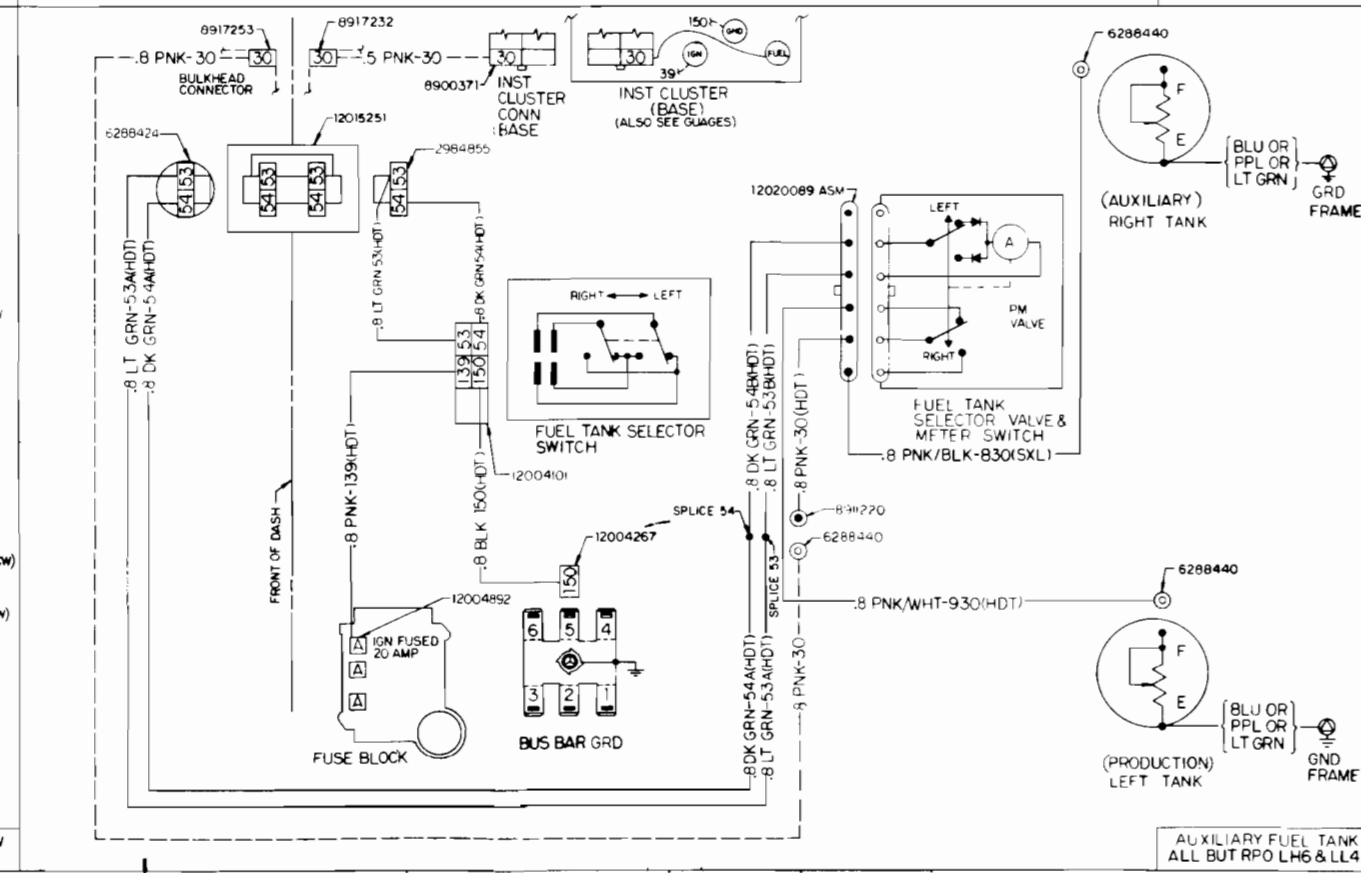 8917253
8917232
.8 PNK-30
30
30
.5 PNK-30
30
30
150
GND
IGN
39
FUEL
BULKHEAD
CONNECTOR
8900371
INST
CLUSTER
CONN
BASE
INST CLUSTER
(BASE)
(ALSO SEE GUAGES)
6288440
F
E
(AUXILIARY)
RIGHT TANK
BLU OR
PPL OR
LT GRN
GRD
FRAME
6288424
12015251
2984855
54 53
54 53
54 53
54 53
.8 LT GRN-53A(HDT)
.8 DK GRN-54A(HDT)
.8 LT GRN 53(HDT)
.8 DK GRN 54(HDT)
12020089 ASM
LEFT
A
PM
VALVE
RIGHT
FUEL TANK
SELECTOR VALVE &
METER SWITCH
.8 PNK/BLK-830(SXL)
RIGHT
LEFT
FUEL TANK SELECTOR
SWITCH
139 53
150 54
12004101
.8 PNK-139(HDT)
.8 BLK 150(HDT)
FRONT OF DASH
.8 DK GRN-54B(HDT)
.8 LT GRN-53B(HDT)
.8 PNK-30(HDT)
SPLICE 54
SPLICE 53
8911220
6288440
12004267
150
12004892
A
IGN FUSED
20 AMP
A
A
FUSE BLOCK
6 5 4
3 2 1
BUS BAR GRD
.8 DK GRN-54A(HDT)
.8 LT GRN-53A(HDT)
.8 PNK-30
.8 PNK/WHT-930(HDT)
6288440
F
E
(PRODUCTION)
LEFT TANK
BLU OR
PPL OR
LT GRN
GND
FRAME
AUXILIARY FUEL TANK
ALL BUT RPO LH6 & LL4